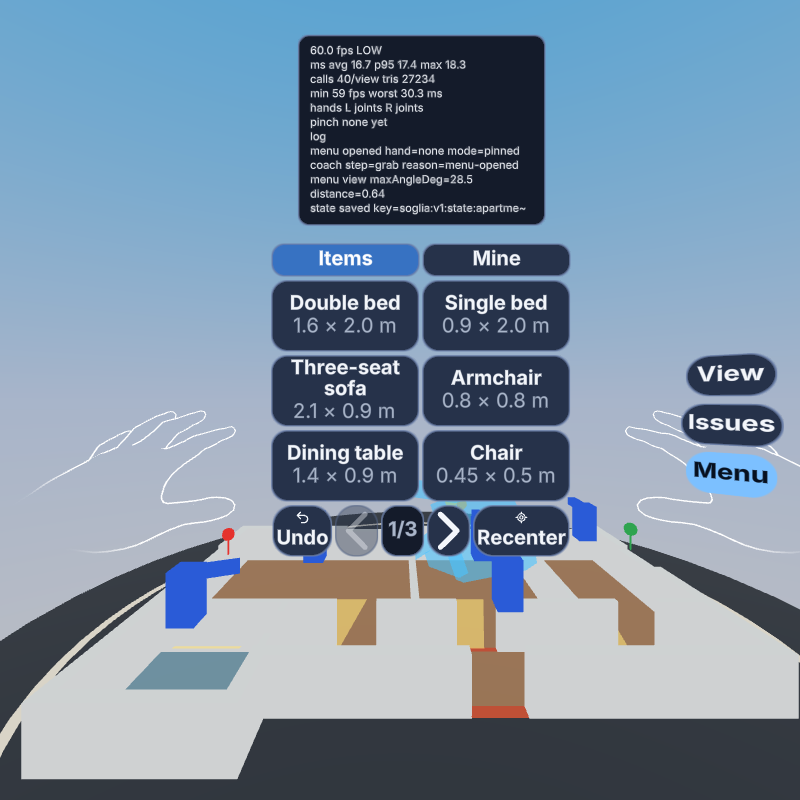 60.0 fps LOW
ms avg 16.7 p95 17.4 max 18.3
calls 40/view tris 27234
min 59 fps worst 30.3 ms
hands L joints R joints
pinch none yet
log
menu opened hand=none mode=pinned
coach step=grab reason=menu-opened
menu view maxAngleDeg=28.5
distance=0.64
state saved key=soglia:v1:state:apartme~
Items
Mine
Double bed
1.6 × 2.0 m
Single bed
0.9 × 2.0 m
Three-seat
sofa
2.1 × 0.9 m
Armchair
0.8 × 0.8 m
Dining table
1.4 × 0.9 m
Chair
0.45 × 0.5 m
Undo
1/3
Recenter
View
Issues
Menu